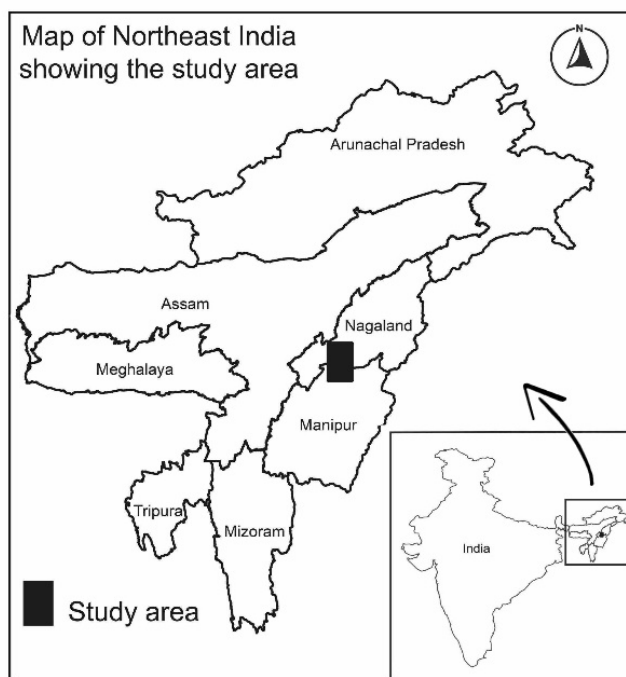 Map of Northeast India
showing the study area
N
Arunachal Pradesh
Assam
Nagaland
Meghalaya
Manipur
Tripura
Mizoram
India
Study area